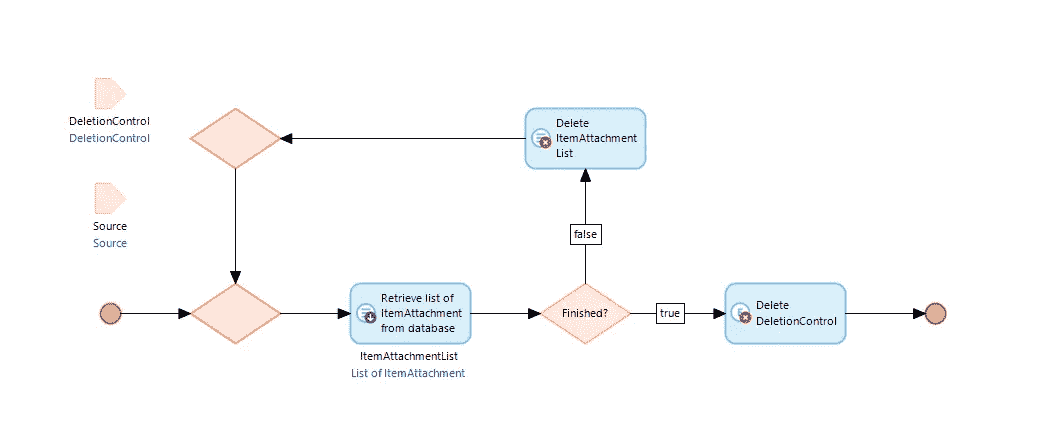 DeletionControl
DeletionControl
Source
Source
Delete
ItemAttachment
List
false
Retrieve list of
ItemAttachment
from database
ItemAttachmentList
List of ItemAttachment
Finished?
true
Delete
DeletionControl